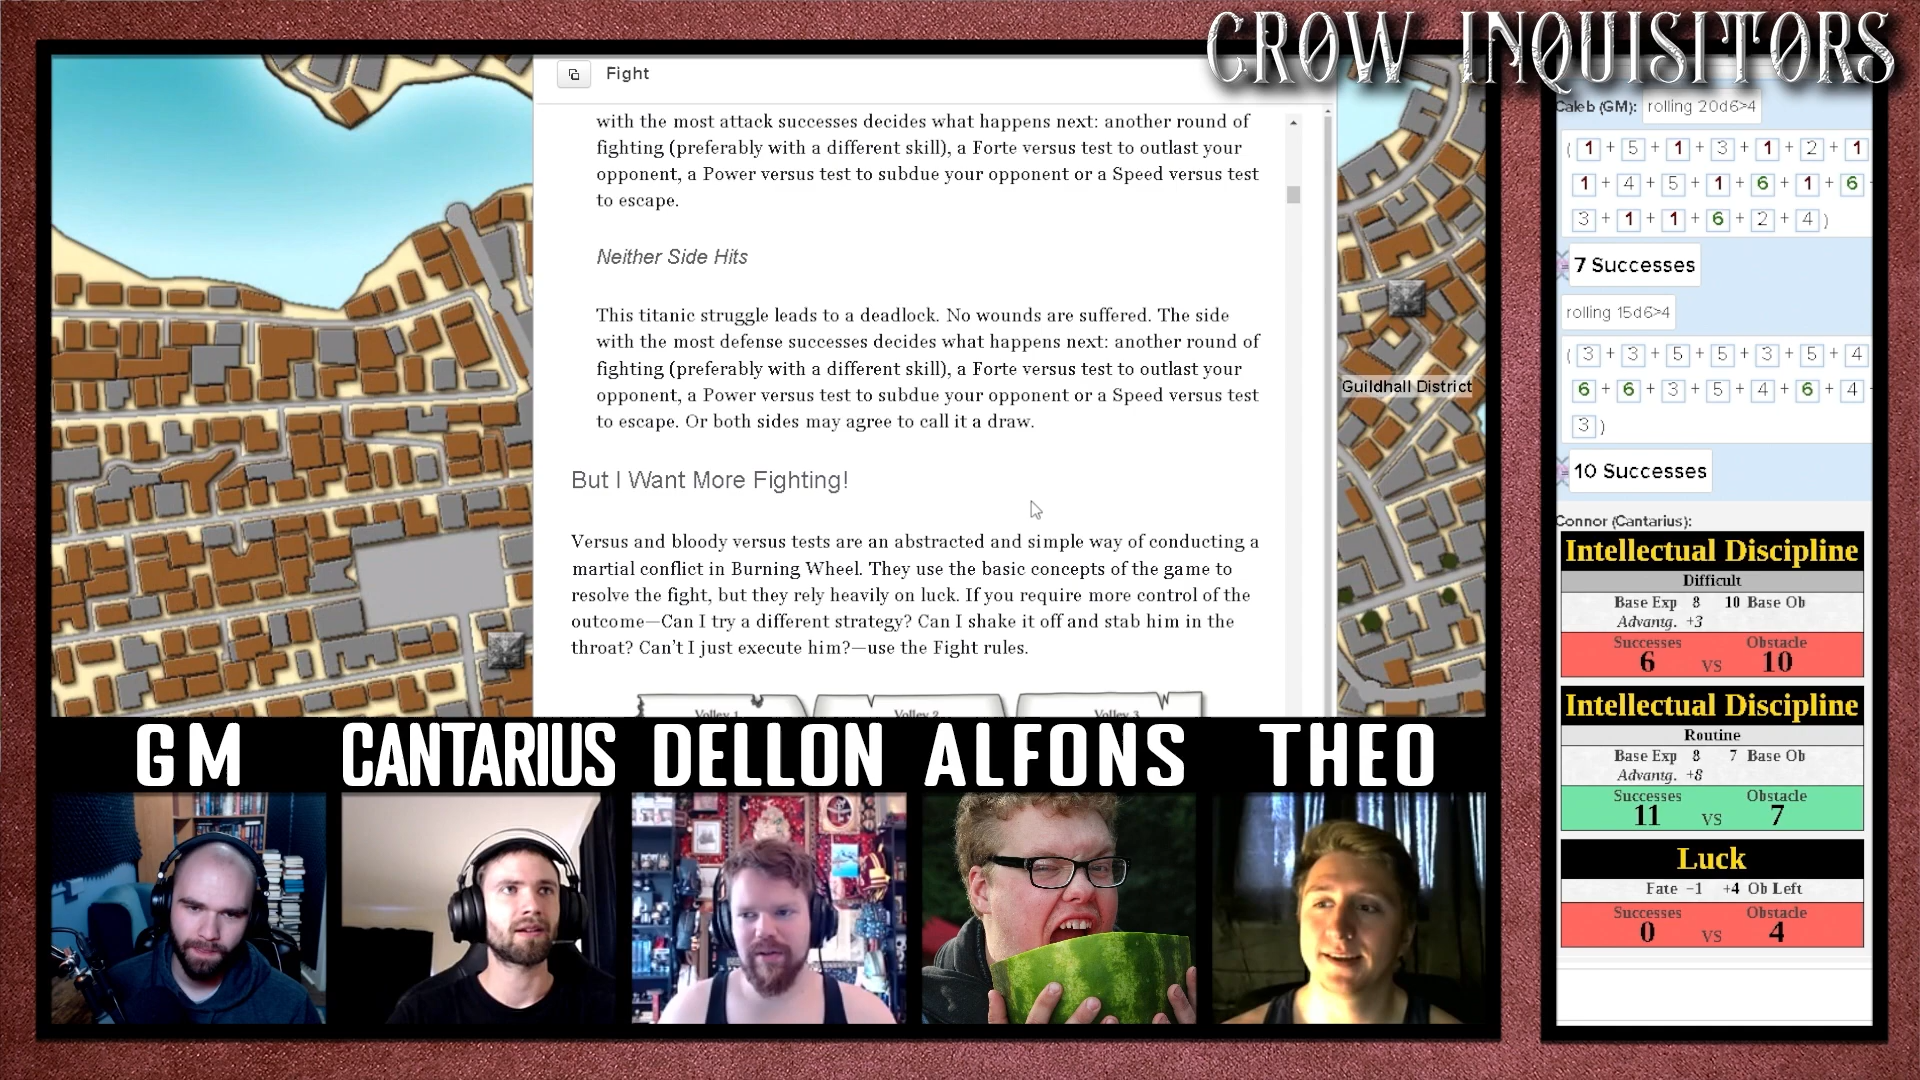 CROW INQUISITORS
Fight
with the most attack successes decides what happens next: another round of
fighting (preferably with a different skill), a Forte versus test to outlast your
opponent, a Power versus test to subdue your opponent or a Speed versus test
to escape.
Neither Side Hits
This titanic struggle leads to a deadlock. No wounds are suffered. The side
with the most defense successes decides what happens next: another round of
fighting (preferably with a different skill), a Forte versus test to outlast your
opponent, a Power versus test to subdue your opponent or a Speed versus test
to escape. Or both sides may agree to call it a draw.
But I Want More Fighting!
Versus and bloody versus tests are an abstracted and simple way of conducting a
martial conflict in Burning Wheel. They use the basic concepts of the game to
resolve the fight, but they rely heavily on luck. If you require more control of the
outcome—Can I try a different strategy? Can I shake it off and stab him in the
throat? Can't I just execute him?—use the Fight rules.
Volley 1 Volley 2 Volley 3
Guildhall District
Caleb (GM): rolling 20d6>4
( 1 + 5 + 1 + 3 + 1 + 2 + 1
1 + 4 + 5 + 1 + 6 + 1 + 6 +
3 + 1 + 1 + 6 + 2 + 4 )
7 Successes
rolling 15d6>4
( 3 + 3 + 5 + 5 + 3 + 5 + 4
6 + 6 + 3 + 5 + 4 + 6 + 4
3 )
10 Successes
Connor (Cantarius):
Intellectual Discipline
Difficult
Base Exp 8 10 Base Ob
Advantg. +3
Successes Obstacle
6 VS 10
Intellectual Discipline
Routine
Base Exp 8 7 Base Ob
Advantg. +8
Successes Obstacle
11 VS 7
Luck
Fate -1 +4 Ob Left
Successes Obstacle
0 VS 4
GM CANTARIUS DELLON ALFONS THEO